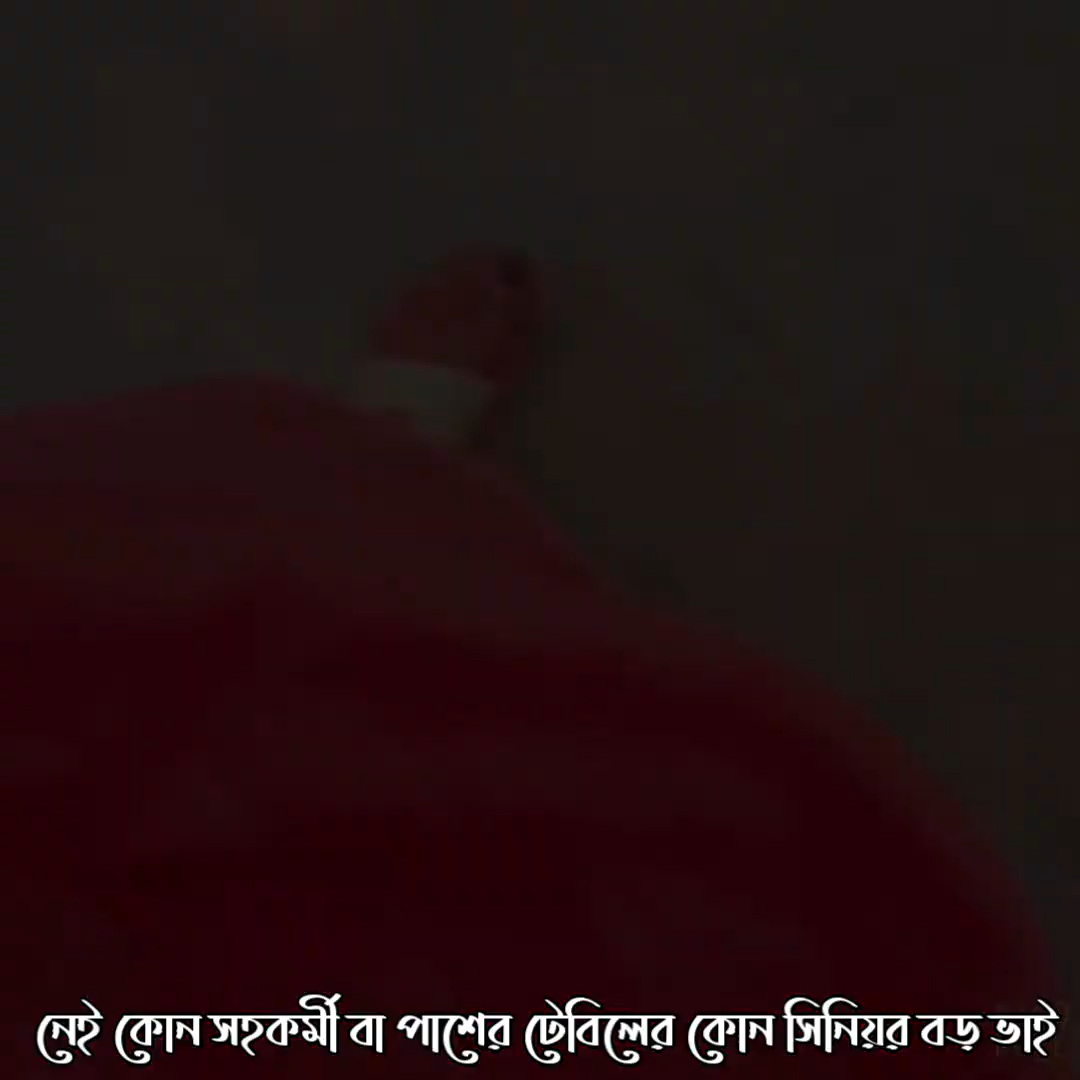 নেই কোন সহকর্মী বা পাশের টেবিলের কোন সিনিয়র বড় ভাই